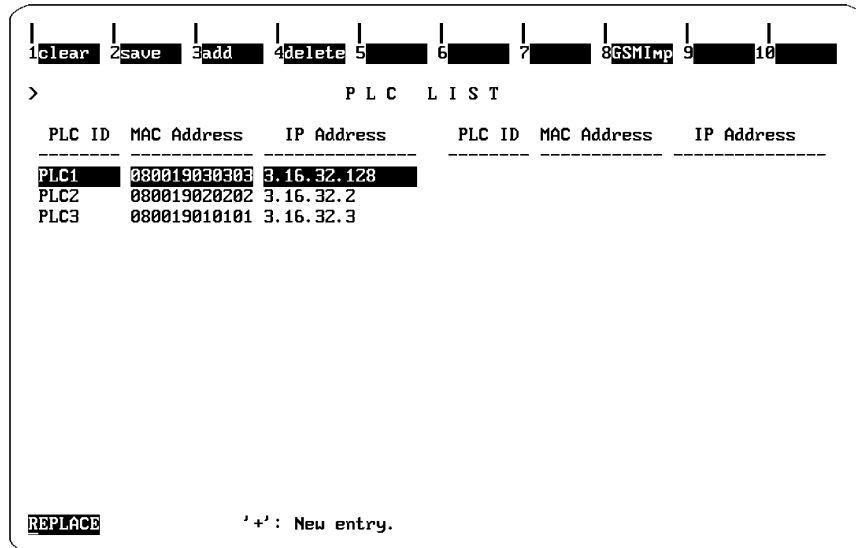 1clear 2save 3add 4delete 5 6 7 8GSMImp 9 10
> P L C L I S T
PLC ID MAC Address IP Address PLC ID MAC Address IP Address
-------- ------------ --------------- -------- ------------ ---------------
PLC1 080019030303 3.16.32.128
PLC2 080019020202 3.16.32.2
PLC3 080019010101 3.16.32.3
REPLACE '+': New entry.